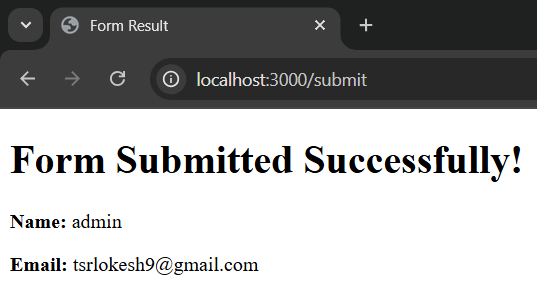 Form Result
localhost:3000/submit
Form Submitted Successfully!
Name: admin
Email: tsrlokesh9@gmail.com